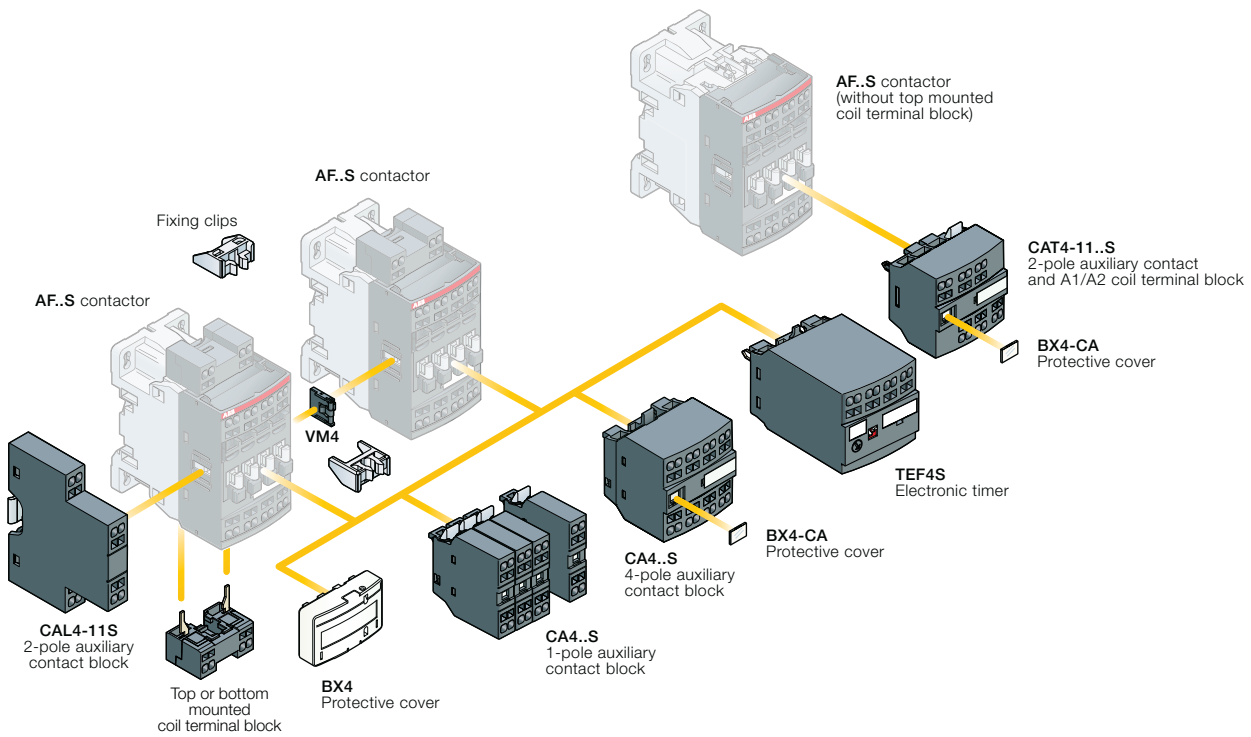 AF..S contactor
(without top mounted
coil terminal block)
AF..S contactor
Fixing clips
AF..S contactor
CAT4-11..S
2-pole auxiliary contact
and A1/A2 coil terminal block
BX4-CA
Protective cover
VM4
TEF4S
Electronic timer
BX4-CA
Protective cover
CA4..S
4-pole auxiliary
contact block
CA4..S
1-pole auxiliary
contact block
CAL4-11S
2-pole auxiliary
contact block
BX4
Protective cover
Top or bottom
mounted
coil terminal block
ABB
ABB
ABB